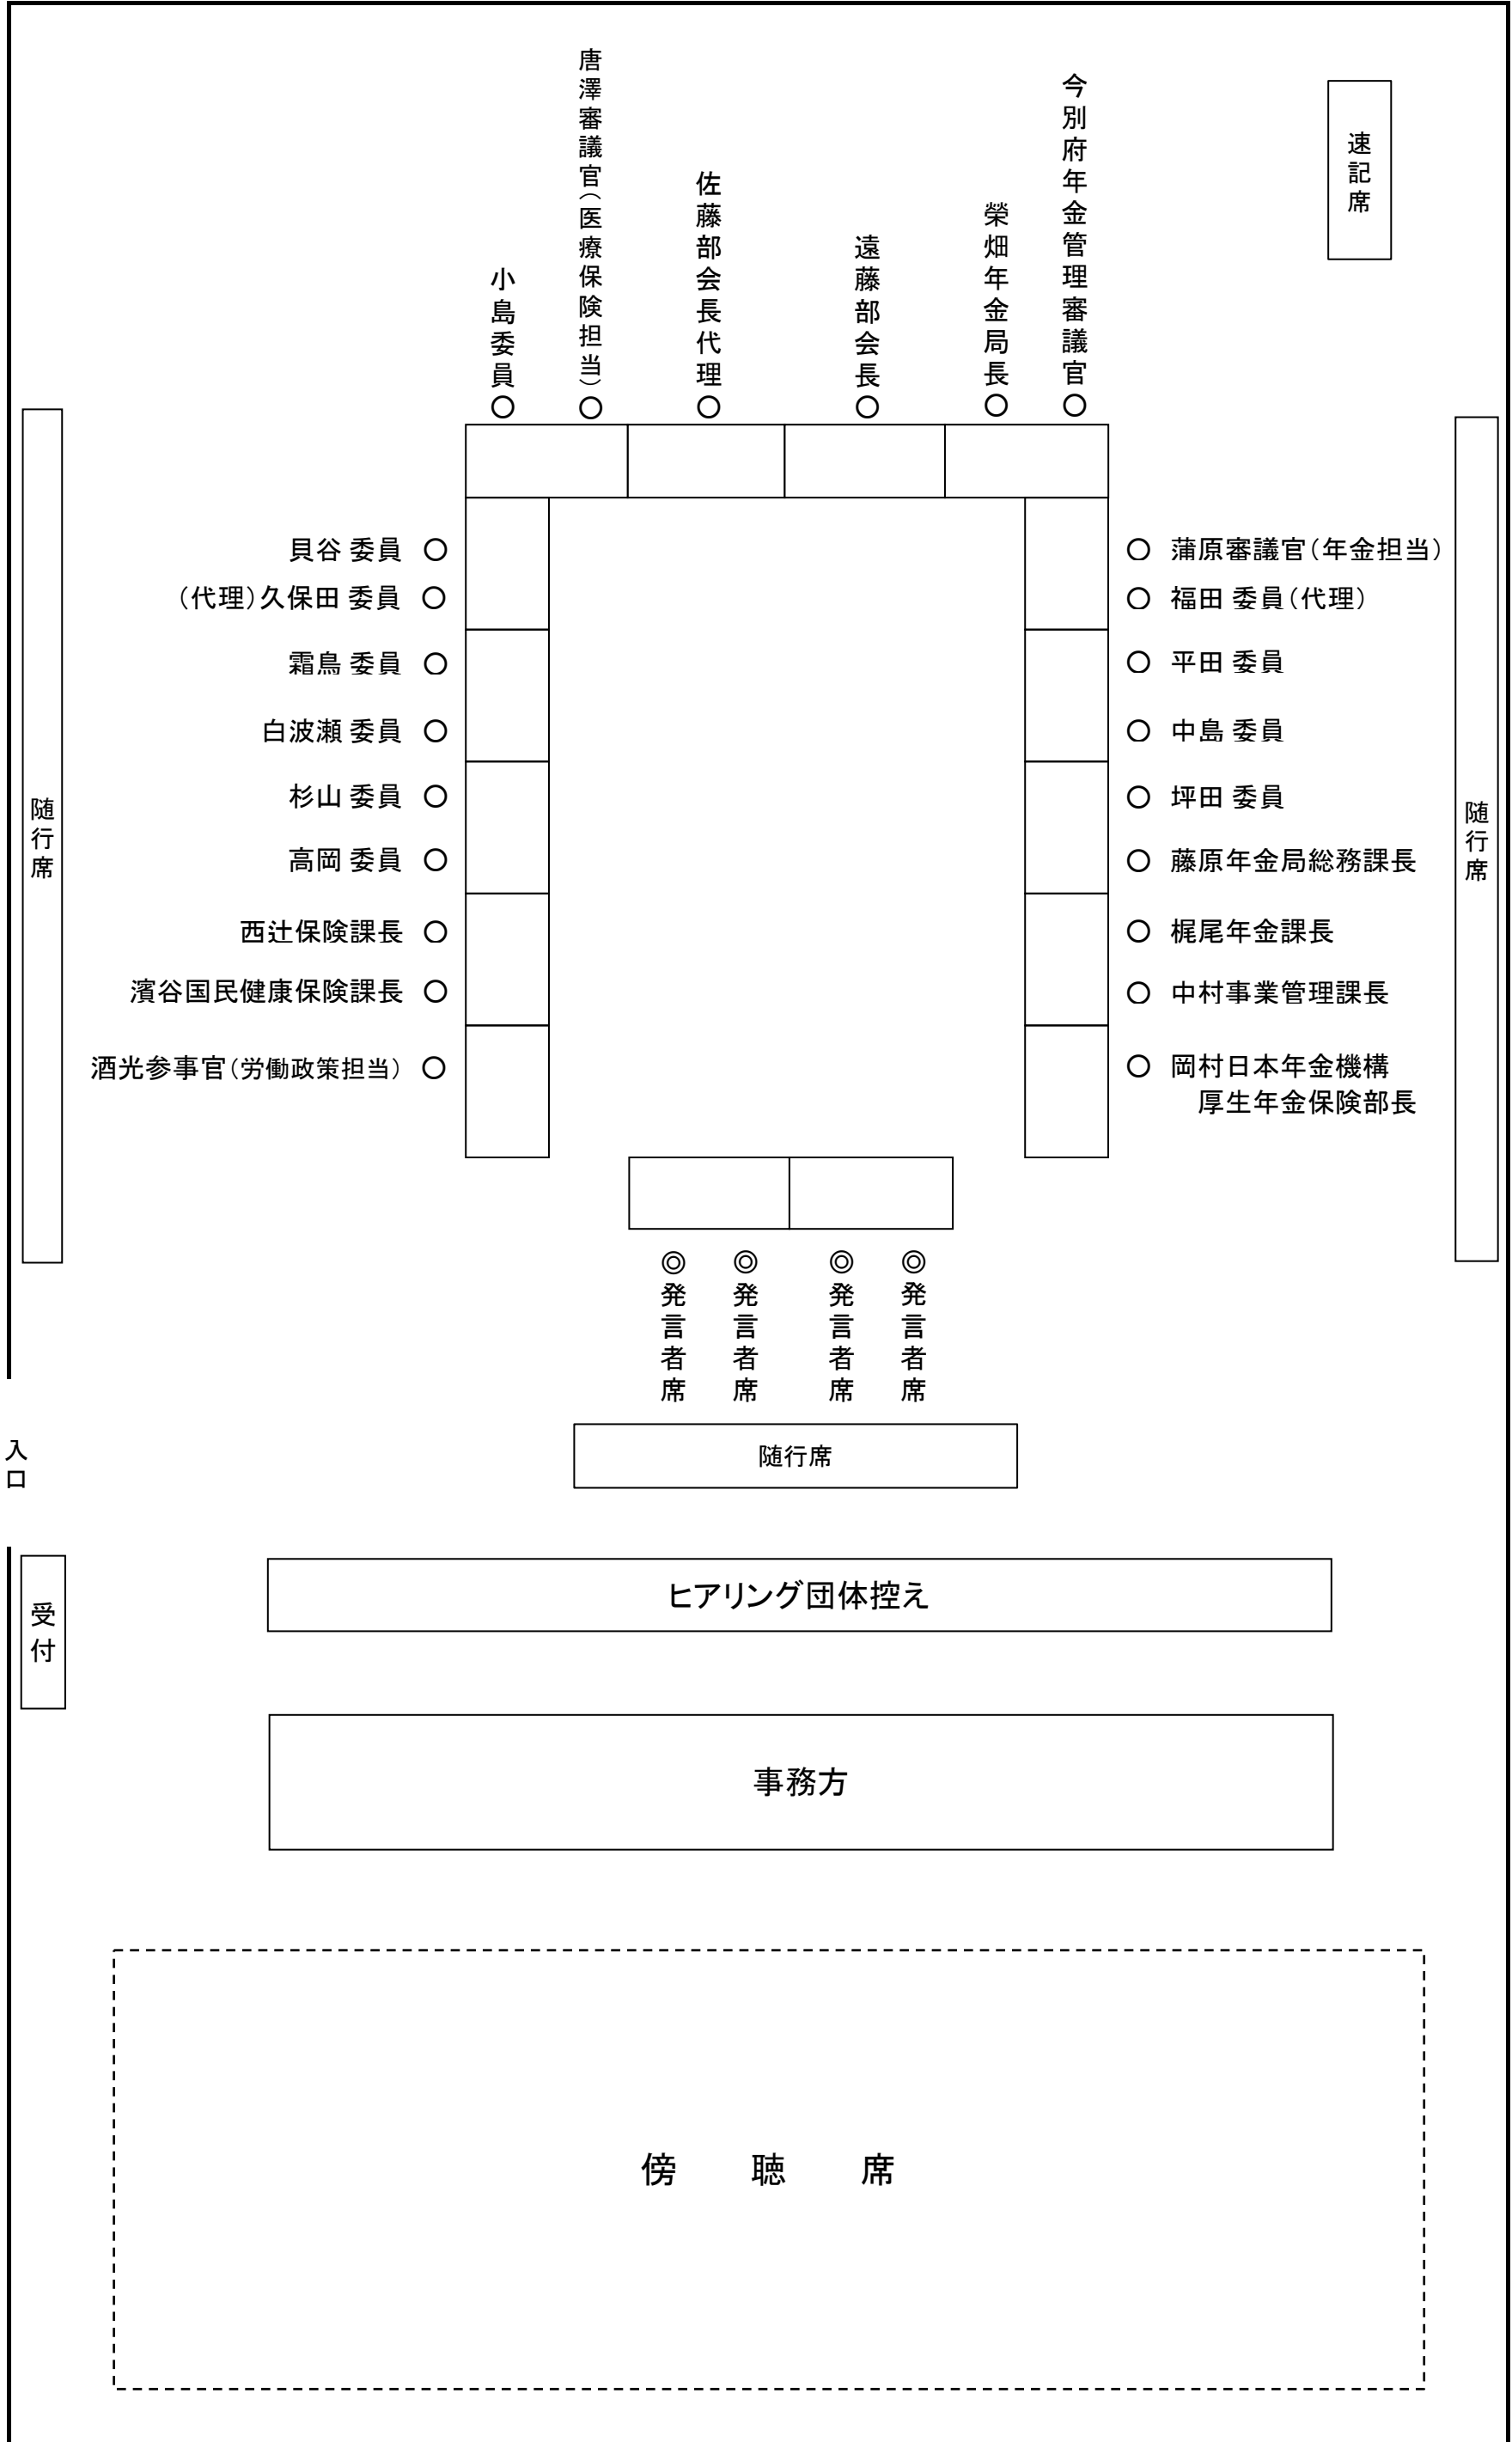 速記席
今別府年金管理審議官○
榮畑年金局長○
遠藤部会長○
佐藤部会長代理○
唐澤審議官（医療保険担当）○
小島委員○
貝谷 委員 ○
（代理）久保田 委員 ○
霜鳥 委員 ○
白波瀬 委員 ○
杉山 委員 ○
高岡 委員 ○
西辻保険課長 ○
濱谷国民健康保険課長 ○
酒光参事官（労働政策担当） ○
○ 蒲原審議官（年金担当）
○ 福田 委員（代理）
○ 平田 委員
○ 中島 委員
○ 坪田 委員
○ 藤原年金局総務課長
○ 梶尾年金課長
○ 中村事業管理課長
○ 岡村日本年金機構
厚生年金保険部長
随行席
随行席
◎発言者席
◎発言者席
◎発言者席
◎発言者席
随行席
入口
受付
ヒアリング団体控え
事務方
傍 聴 席